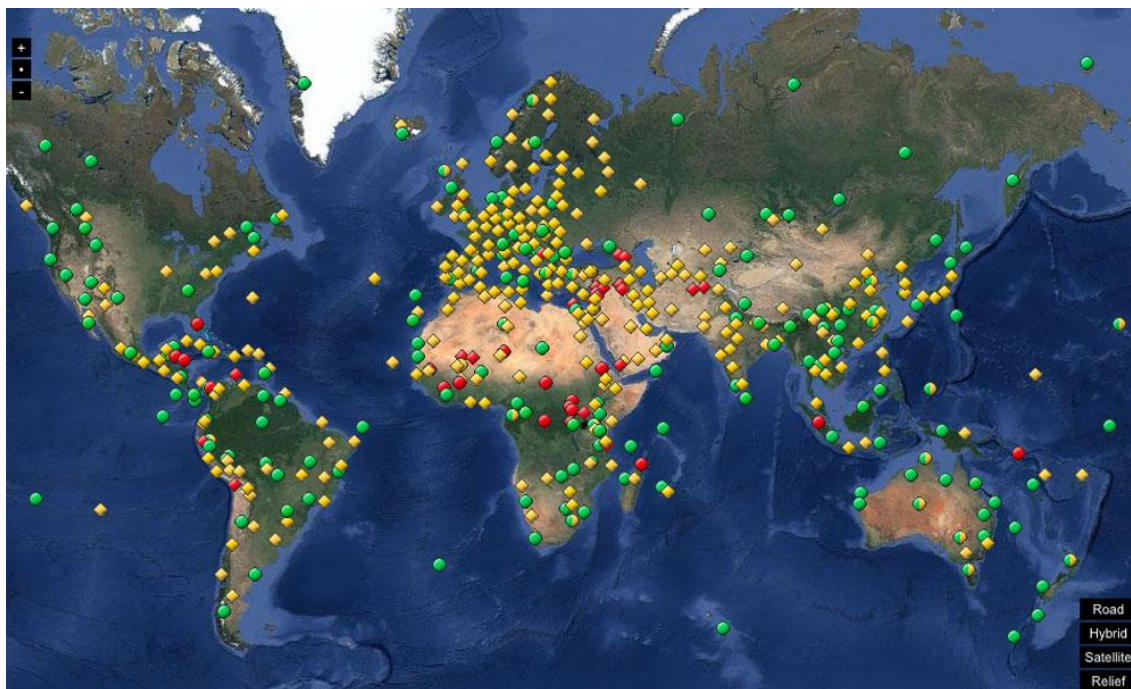 +
•
-
Road
Hybrid
Satellite
Relief